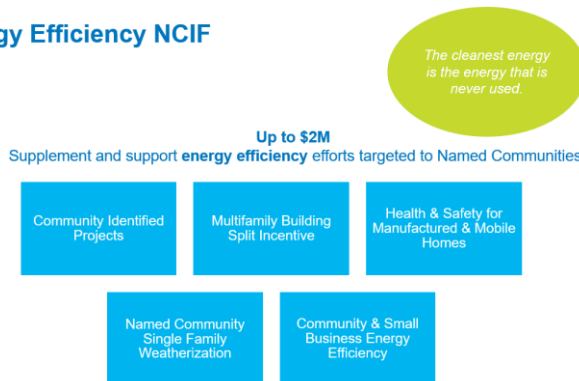 gy Efficiency NCIF
The cleanest energy
is the energy that is
never used.
Up to $2M
Supplement and support energy efficiency efforts targeted to Named Communities
Community Identified
Projects
Multifamily Building
Split Incentive
Health & Safety for
Manufactured & Mobile
Homes
Named Community
Single Family
Weatherization
Community & Small
Business Energy
Efficiency